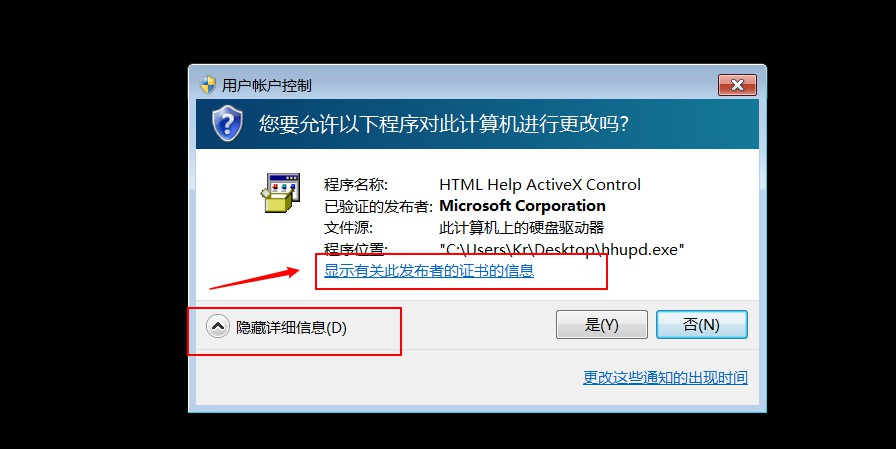 用户帐户控制
您要允许以下程序对此计算机进行更改吗?
程序名称: HTML Help ActiveX Control
已验证的发布者: Microsoft Corporation
文件源: 此计算机上的硬盘驱动器
程序位置: "C:\Users\Kr\Desktop\hhupd.exe"
显示有关此发布者的证书的信息
隐藏详细信息(D)
是(Y)
否(N)
更改这些通知的出现时间